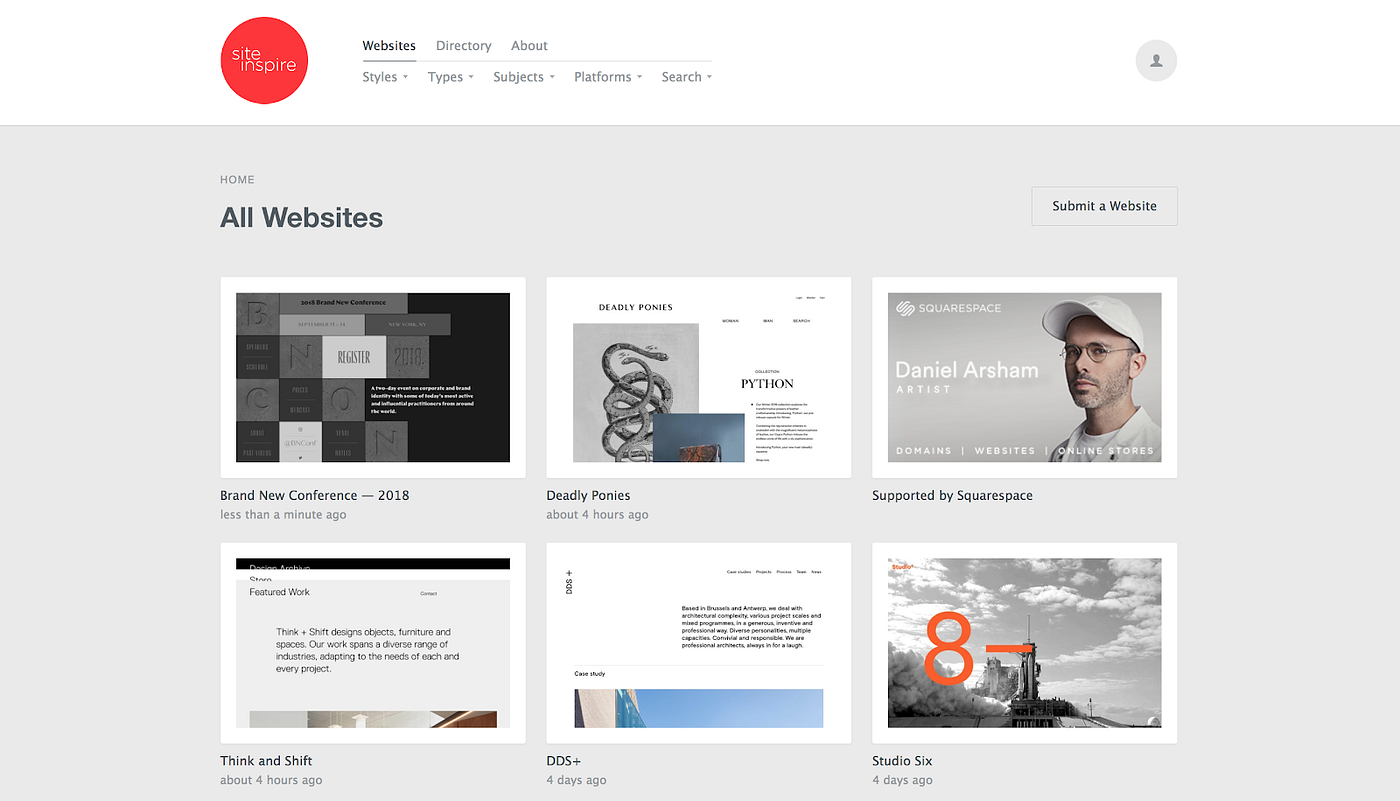 site
inspire
Websites Directory About
Styles Types Subjects Platforms Search
HOME
All Websites
Submit a Website
B
2018 Brand New Conference
SEPTEMBER 13 – 14
NEW YORK, NY
SPEAKERS
SCHEDULE
N
REGISTER
2018.
C
PRICES
WEBCAST
O
A two-day event on corporate and brand
identity with some of today's most active
and influential practitioners from around
the world.
ABOUT
PAST VIDEOS
@BNConf
VENUE
HOTELS
N
Brand New Conference — 2018
less than a minute ago
DEADLY PONIES
Login Wishlist Cart
WOMAN MAN SEARCH
COLLECTION
PYTHON
Shop now
Deadly Ponies
about 4 hours ago
SQUARESPACE
Daniel Arsham
ARTIST
DOMAINS | WEBSITES | ONLINE STORES
Supported by Squarespace
Design Archive
Store
Featured Work
Contact
Think + Shift designs objects, furniture and
spaces. Our work spans a diverse range of
industries, adapting to the needs of each and
every project.
Think and Shift
about 4 hours ago
DDS+
Case studies Projects Process Team News
Based in Brussels and Antwerp, we deal with
architectural complexity, various project scales and
mixed programmes, in a generous, inventive and
professional way. Diverse personalities, multiple
capacities. Convivial and responsible. We are
professional architects, always in for a laugh.
Case study
DDS+
4 days ago
Studio⁶
8—
Studio Six
4 days ago